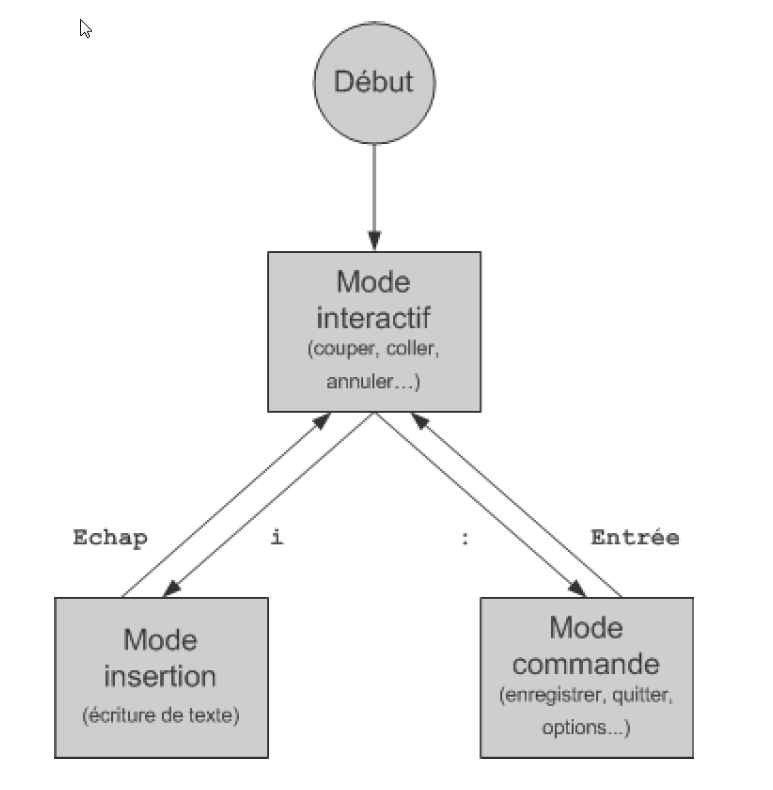 Début
Mode
interactif
(couper, coller,
annuler...)
Echap
i
:
Entrée
Mode
insertion
(écriture de texte)
Mode
commande
(enregistrer, quitter,
options...)